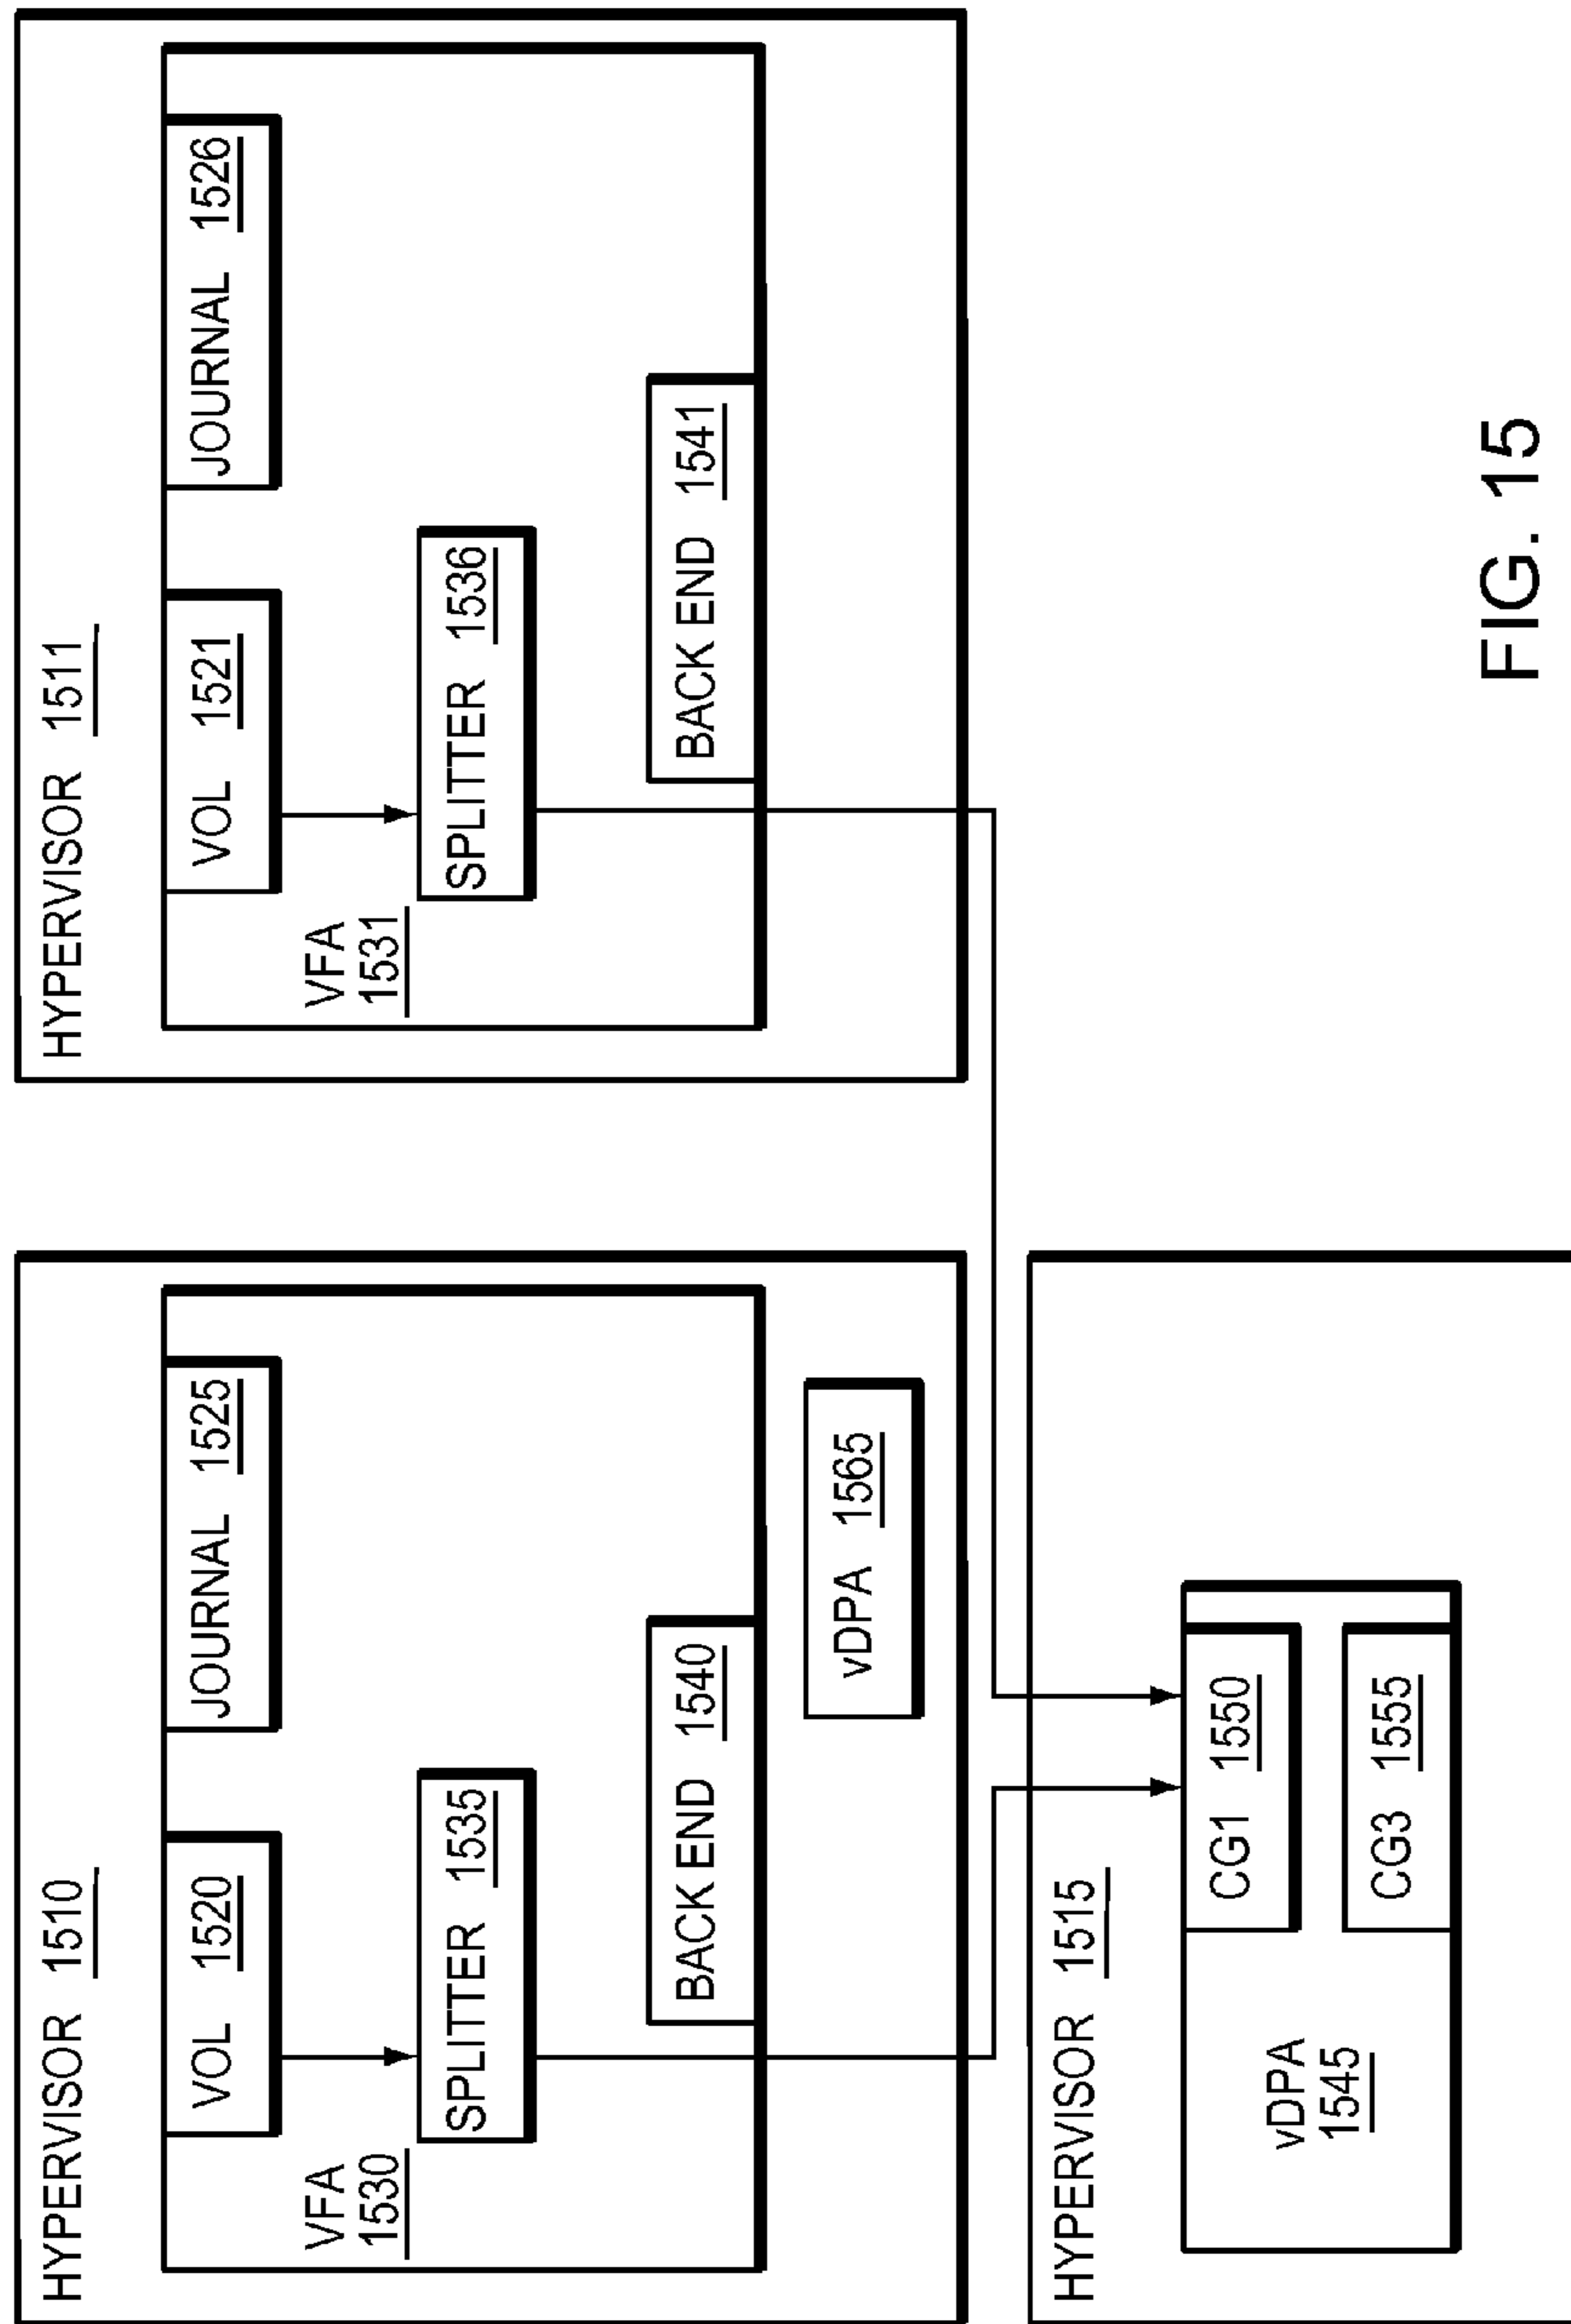 HYPERVISOR 1510
VOL 1520
JOURNAL 1525
VFA
1530
SPLITTER 1535
BACK END 1540
vDPA 1565
HYPERVISOR 1511
VOL 1521
JOURNAL 1526
VFA
1531
SPLITTER 1536
BACK END 1541
HYPERVISOR 1515
vDPA
1545
CG1 1550
CG3 1555
FIG. 15